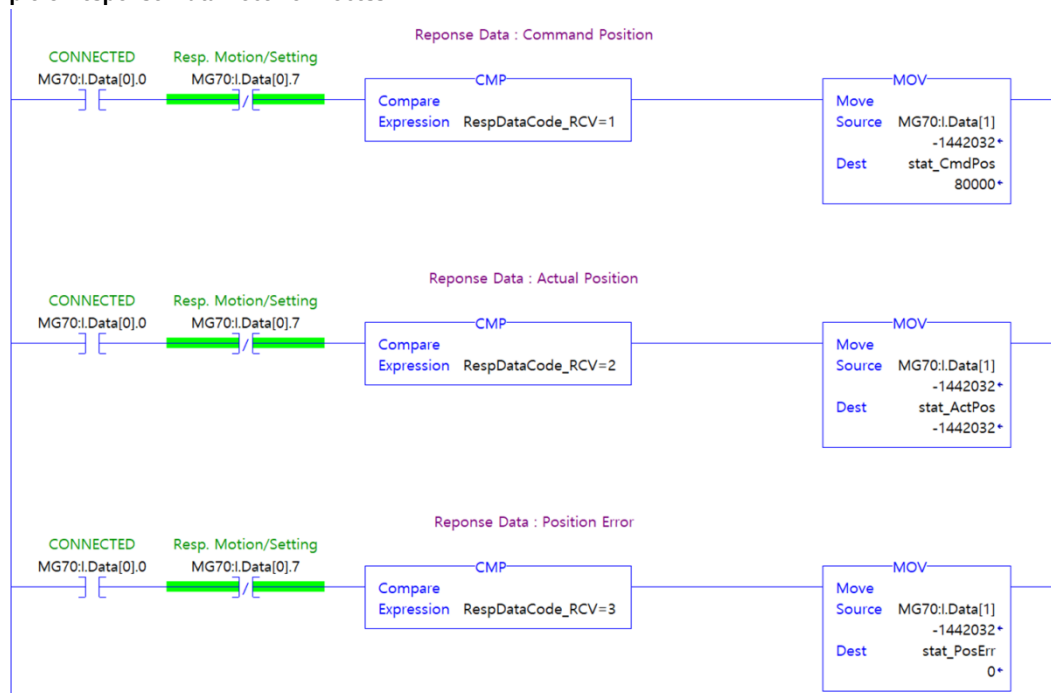 Reponse Data : Command Position
CONNECTED Resp. Motion/Setting
MG70:I.Data[0].0 MG70:I.Data[0].7
CMP
Compare
Expression RespDataCode_RCV=1
MOV
Move
Source MG70:I.Data[1]
-1442032
Dest stat_CmdPos
80000
Reponse Data : Actual Position
CONNECTED Resp. Motion/Setting
MG70:I.Data[0].0 MG70:I.Data[0].7
CMP
Compare
Expression RespDataCode_RCV=2
MOV
Move
Source MG70:I.Data[1]
-1442032
Dest stat_ActPos
-1442032
Reponse Data : Position Error
CONNECTED Resp. Motion/Setting
MG70:I.Data[0].0 MG70:I.Data[0].7
CMP
Compare
Expression RespDataCode_RCV=3
MOV
Move
Source MG70:I.Data[1]
-1442032
Dest stat_PosErr
0